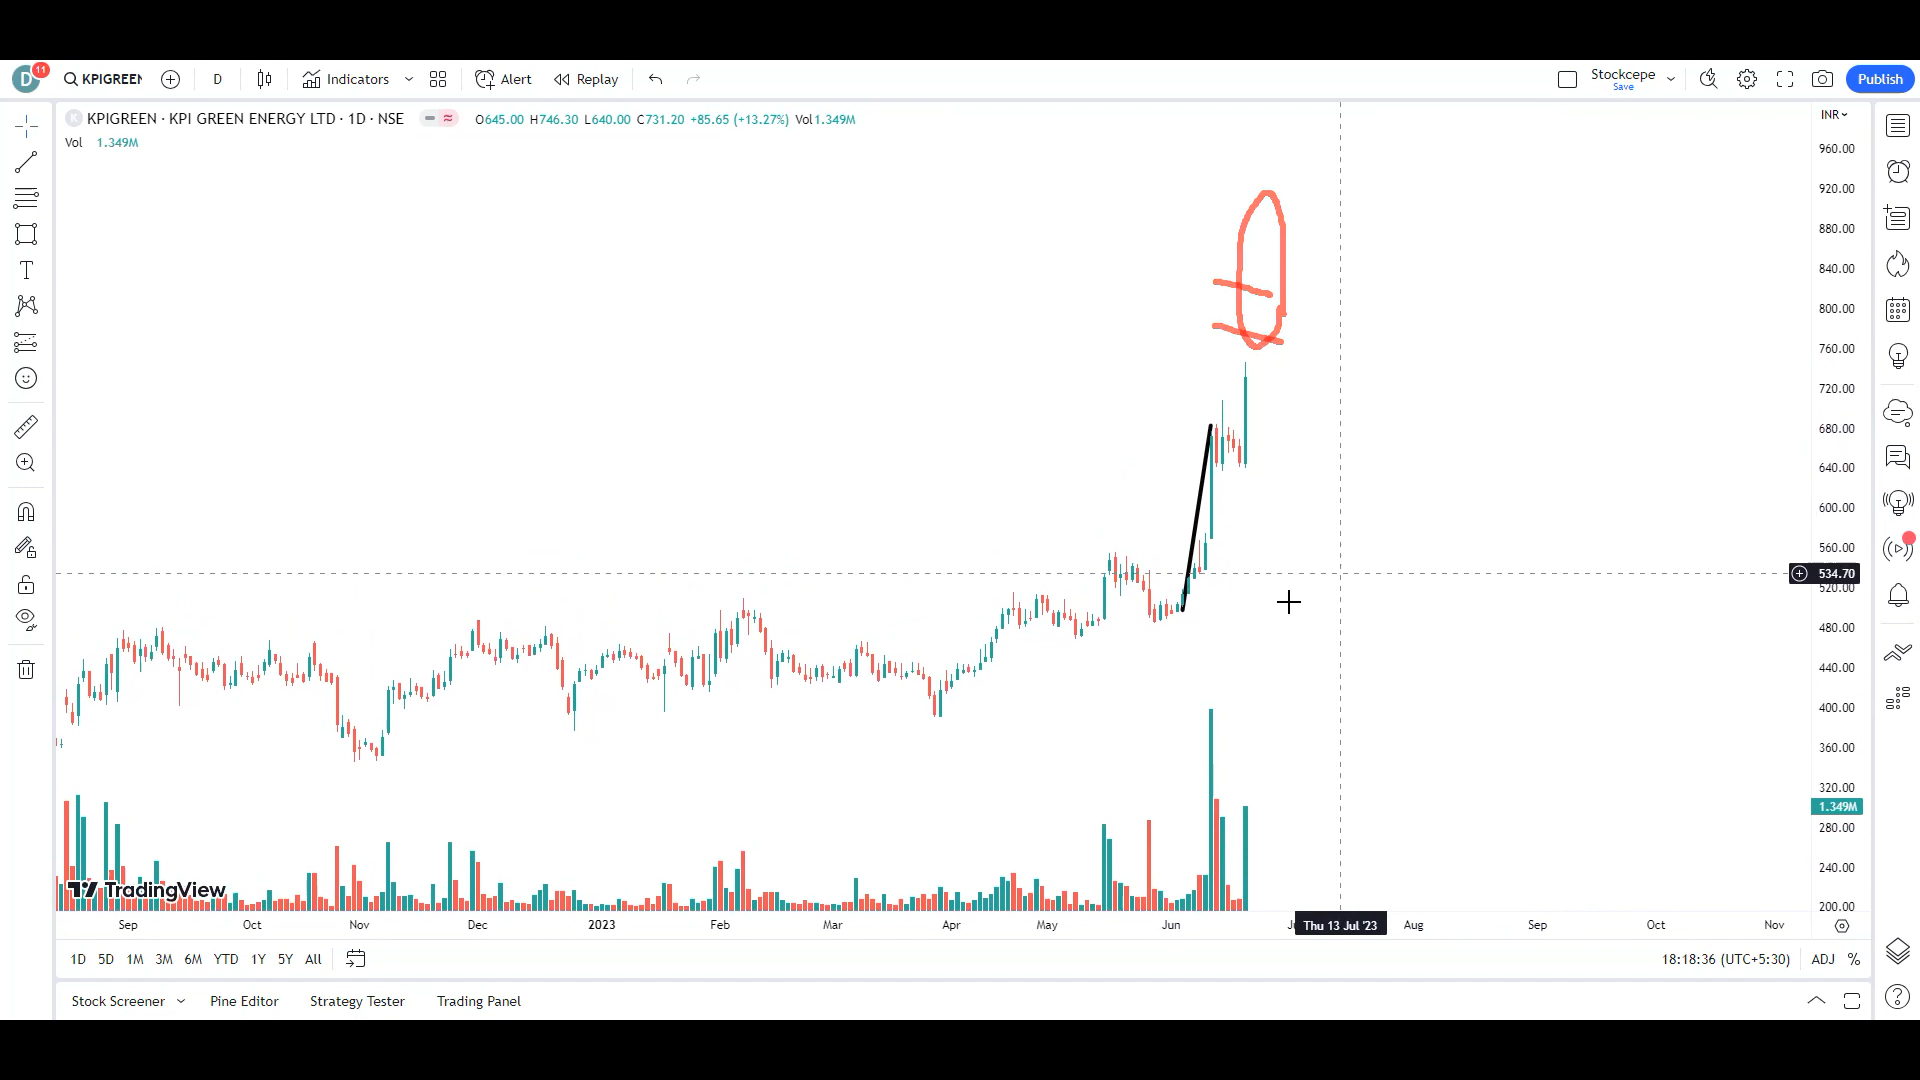 D 11 KPIGREEN D Indicators Alert Replay Stockcepe Save Publish
KPIGREEN · KPI GREEN ENERGY LTD · 1D · NSE O645.00 H746.30 L640.00 C731.20 +85.65 (+13.27%) Vol1.349M
INR
Vol 1.349M
960.00
920.00
880.00
840.00
800.00
760.00
720.00
680.00
640.00
600.00
560.00
534.70
520.00
480.00
440.00
400.00
360.00
320.00
1.349M
280.00
240.00
200.00
TradingView
Sep Oct Nov Dec 2023 Feb Mar Apr May Jun Thu 13 Jul '23 Aug Sep Oct Nov
1D 5D 1M 3M 6M YTD 1Y 5Y All 18:18:36 (UTC+5:30) ADJ %
Stock Screener Pine Editor Strategy Tester Trading Panel